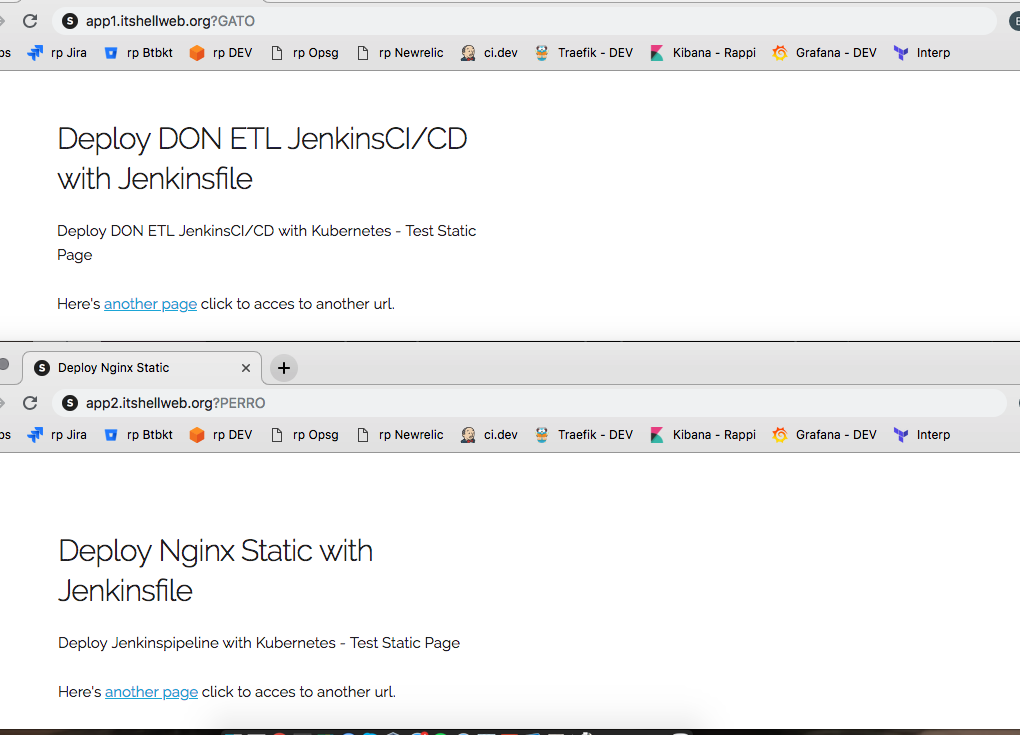 S app1.itshellweb.org?GATO
ps rp Jira rp Btbkt rp DEV rp Opsg rp Newrelic ci.dev Traefik - DEV Kibana - Rappi Grafana - DEV Interp
Deploy DON ETL JenkinsCI/CD
with Jenkinsfile
Deploy DON ETL JenkinsCI/CD with Kubernetes - Test Static
Page
Here's another page click to acces to another url.
S Deploy Nginx Static
S app2.itshellweb.org?PERRO
ps rp Jira rp Btbkt rp DEV rp Opsg rp Newrelic ci.dev Traefik - DEV Kibana - Rappi Grafana - DEV Interp
Deploy Nginx Static with
Jenkinsfile
Deploy Jenkinspipeline with Kubernetes - Test Static Page
Here's another page click to acces to another url.